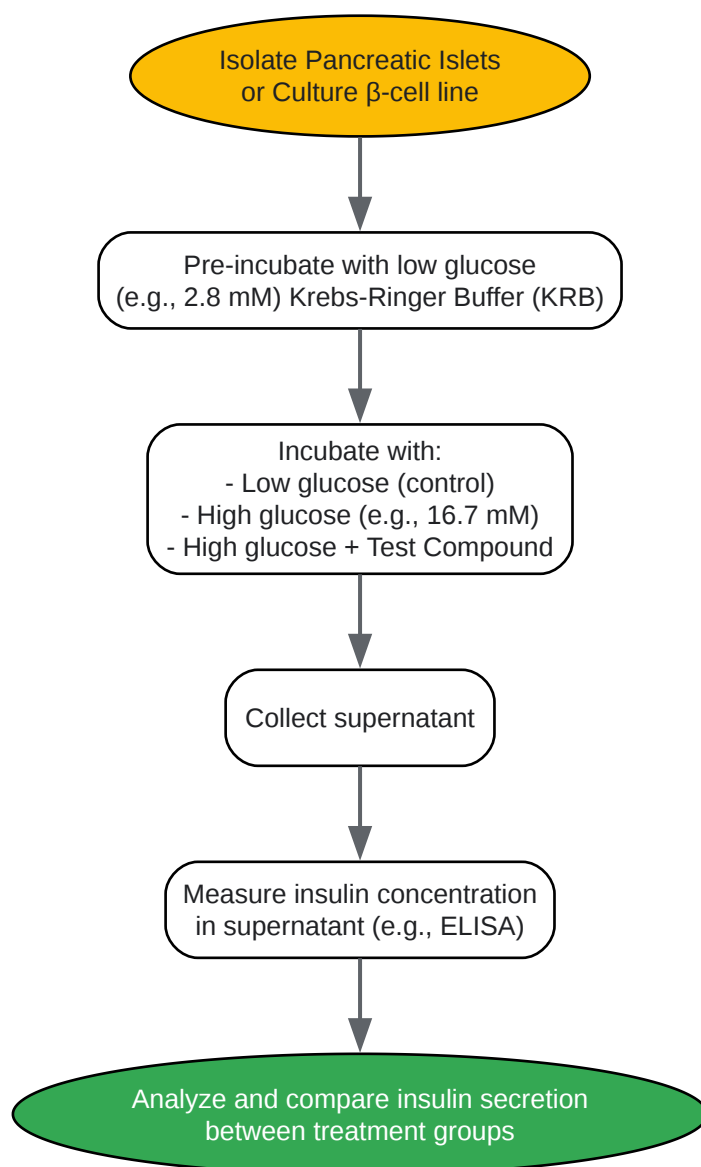 Isolate Pancreatic Islets
or Culture β-cell line
Pre-incubate with low glucose
(e.g., 2.8 mM) Krebs-Ringer Buffer (KRB)
Incubate with:
- Low glucose (control)
- High glucose (e.g., 16.7 mM)
- High glucose + Test Compound
Collect supernatant
Measure insulin concentration
in supernatant (e.g., ELISA)
Analyze and compare insulin secretion
between treatment groups